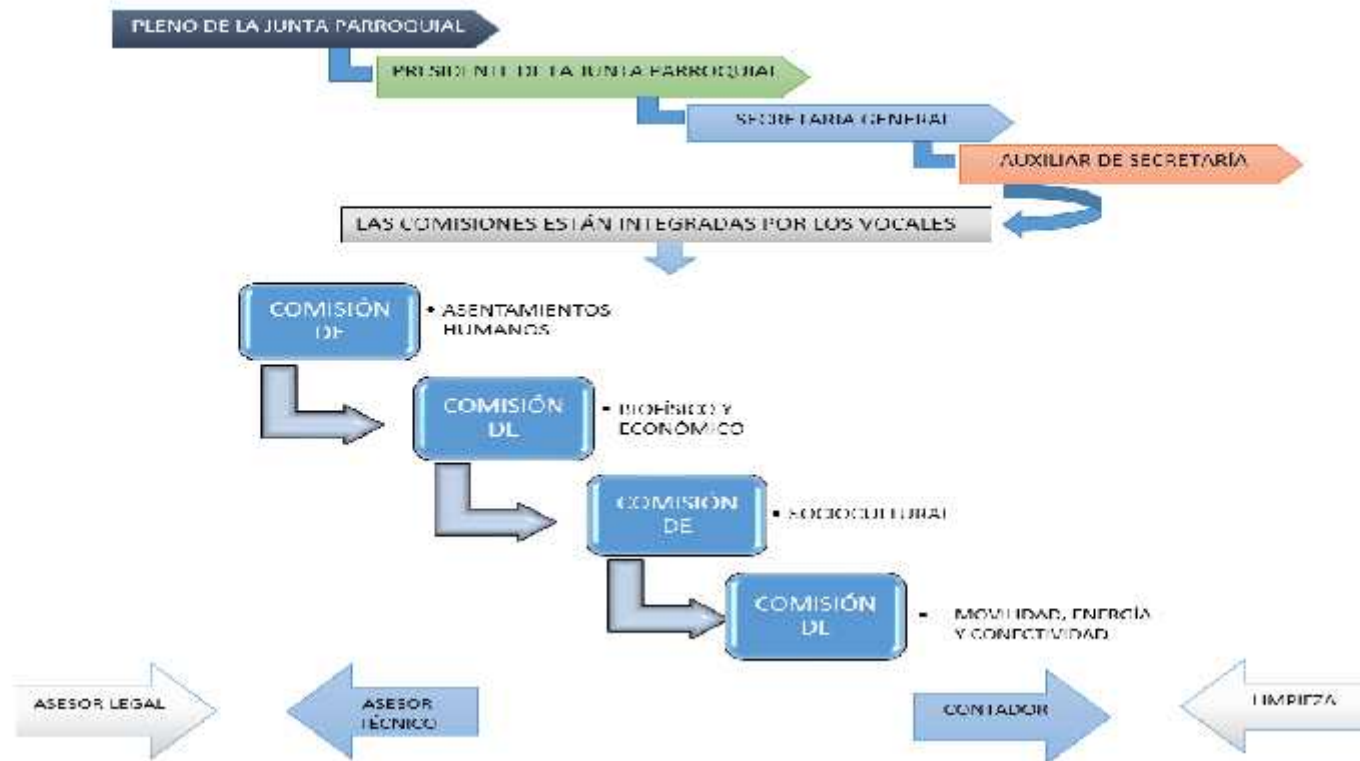 PLENO DE LA JUNTA PARROQUIAL
PRESIDENTE DE LA JUNTA PARROQUIAL
SECRETARIA GENERAL
AUXILIAR DE SECRETARÍA
LAS COMISIONES ESTÁN INTEGRADAS POR LOS VOCALES
COMISIÓN
DE
• ASENTAMIENTOS
HUMANOS
COMISIÓN
DE
• BIOFÍSICO Y
ECONÓMICO
COMISIÓN
DE
• SOCIOCULTURAL
COMISIÓN
DE
• MOVILIDAD, ENERGÍA
Y CONECTIVIDAD
ASESOR LEGAL
ASESOR
TÉCNICO
CONTADOR
LIMPIEZA